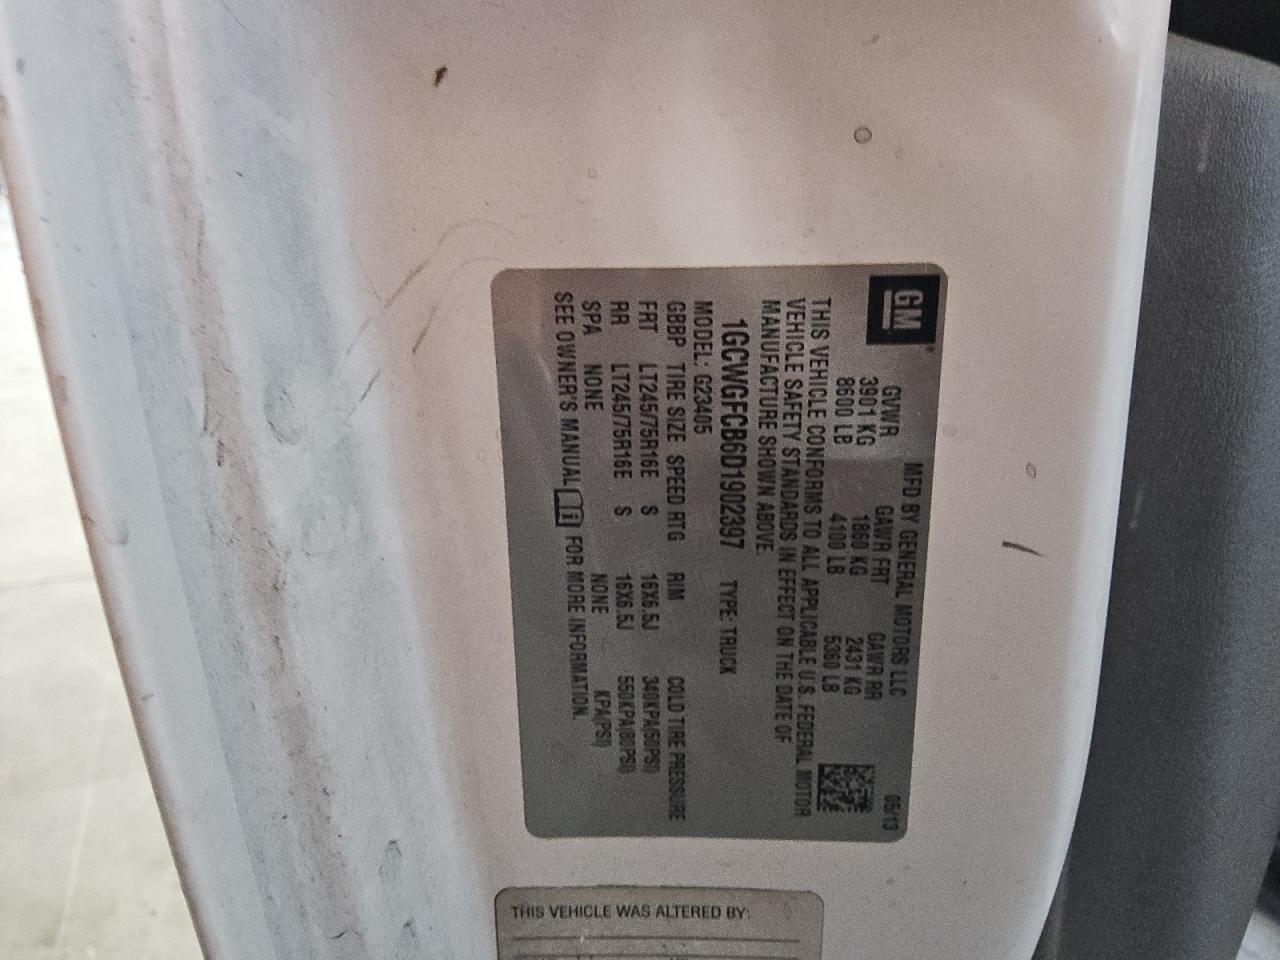 GM
MFD BY GENERAL MOTORS LLC 05/13
GVWR GAWR FRT GAWR RR
3901 KG 1860 KG 2431 KG
8600 LB 4100 LB 5360 LB
THIS VEHICLE CONFORMS TO ALL APPLICABLE U.S. FEDERAL MOTOR
VEHICLE SAFETY STANDARDS IN EFFECT ON THE DATE OF
MANUFACTURE SHOWN ABOVE.
1GCWGFCB6D1902397 TYPE: TRUCK
MODEL: G23405
GBBP TIRE SIZE SPEED RTG RIM COLD TIRE PRESSURE
FRT LT245/75R16E S 16X6.5J 340KPA(50PSI)
RR LT245/75R16E S 16X6.5J 550KPA(80PSI)
SPA NONE NONE KPA(PSI)
SEE OWNER'S MANUAL FOR MORE INFORMATION.
THIS VEHICLE WAS ALTERED BY: